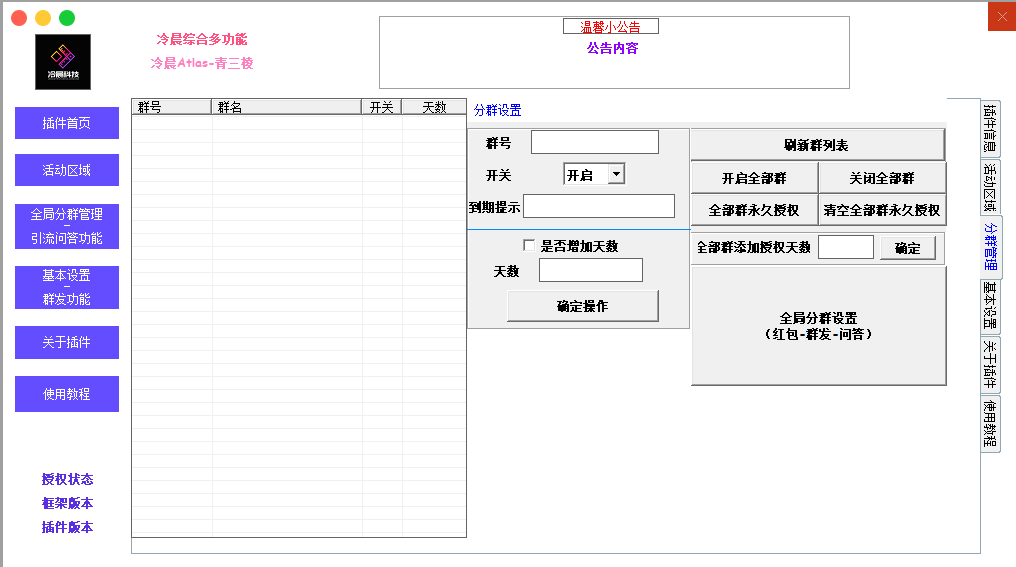 冷晨科技
冷晨综合多功能
冷晨Atlas-青三棱
温馨小公告
公告内容
插件首页
活动区域
全局分群管理
-
引流问答功能
基本设置
-
群发功能
关于插件
使用教程
授权状态
框架版本
插件版本
群号 群名 开关 天数
分群设置
群号
开关 开启
到期提示
是否增加天数
天数
确定操作
刷新群列表
开启全部群 关闭全部群
全部群永久授权 清空全部群永久授权
全部群添加授权天数 确定
全局分群设置
(红包-群发-问答)
插件信息
活动区域
分群管理
基本设置
关于插件
使用教程